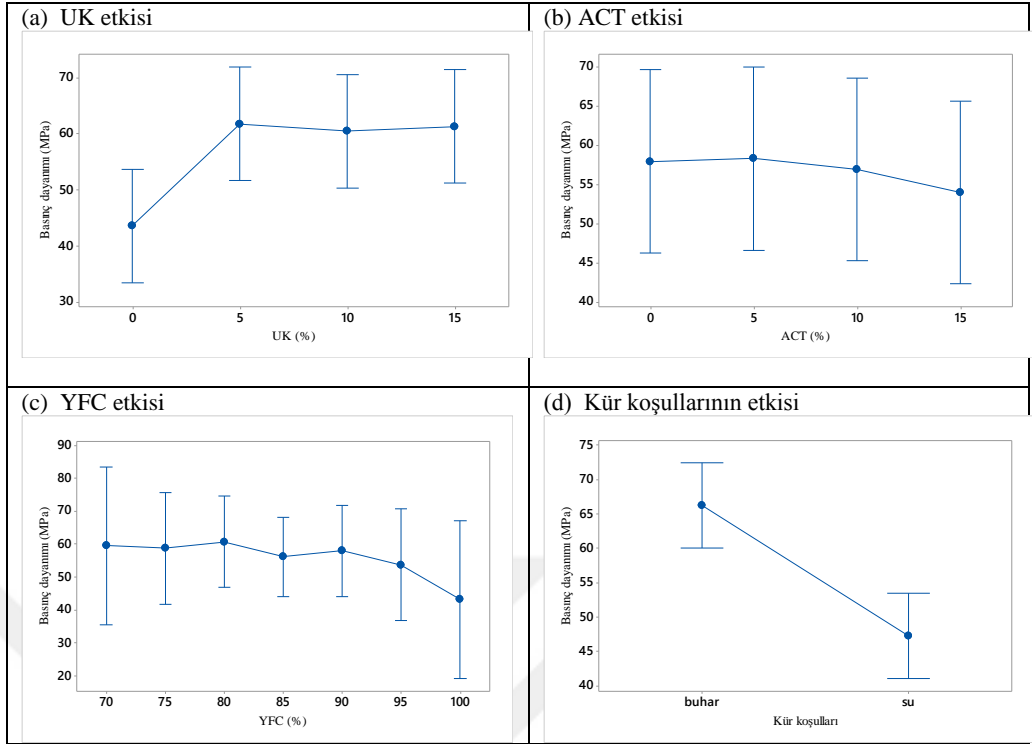 (a) UK etkisi
Basınç dayanımı (MPa)
70
60
50
40
30
0 5 10 15
UK (%)
(b) ACT etkisi
Basınç dayanımı (MPa)
70
65
60
55
50
45
40
0 5 10 15
ACT (%)
(c) YFC etkisi
Basınç dayanımı (MPa)
90
80
70
60
50
40
30
20
70 75 80 85 90 95 100
YFC (%)
(d) Kür koşullarının etkisi
Basınç dayanımı (MPa)
75
70
65
60
55
50
45
40
buhar su
Kür koşulları